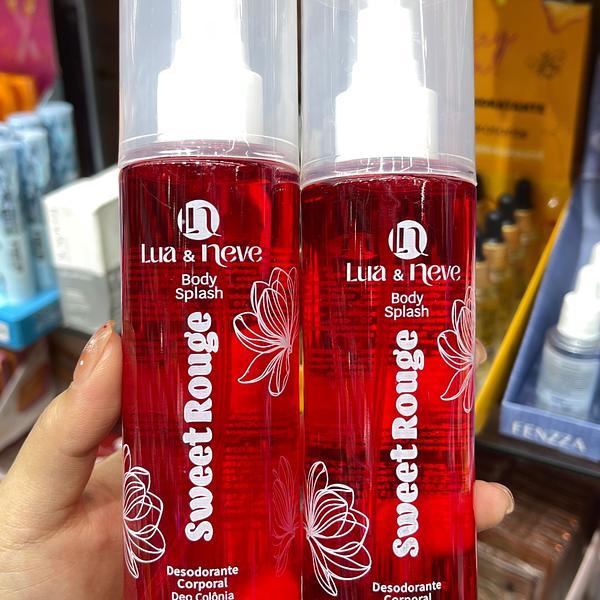 LN
Lua & Neve
Body
Splash
Sweet Rouge
Desodorante
Corporal
Deo Colônia
LN
Lua & Neve
Body
Splash
Sweet Rouge
Desodorante
Corporal
FENZZA